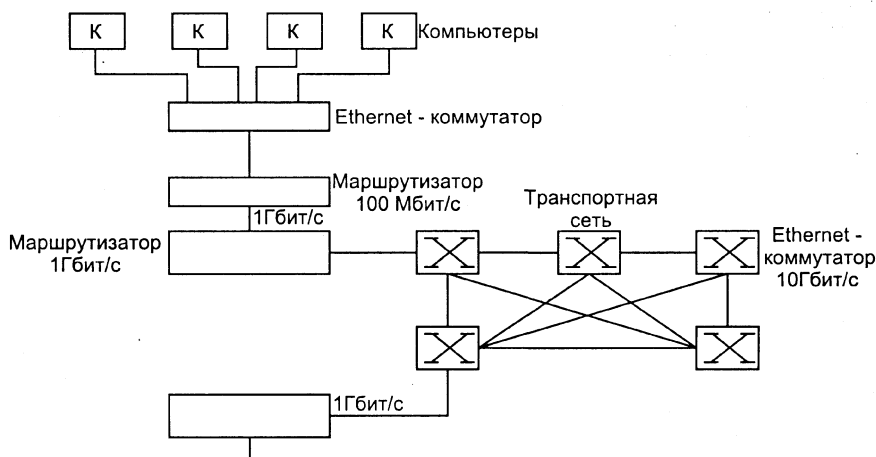 К К К К Компьютеры
Ethernet - коммутатор
Маршрутизатор
100 Мбит/с
1Гбит/с
Маршрутизатор
1Гбит/с
Транспортная
сеть
Ethernet -
коммутатор
10Гбит/с
1Гбит/с